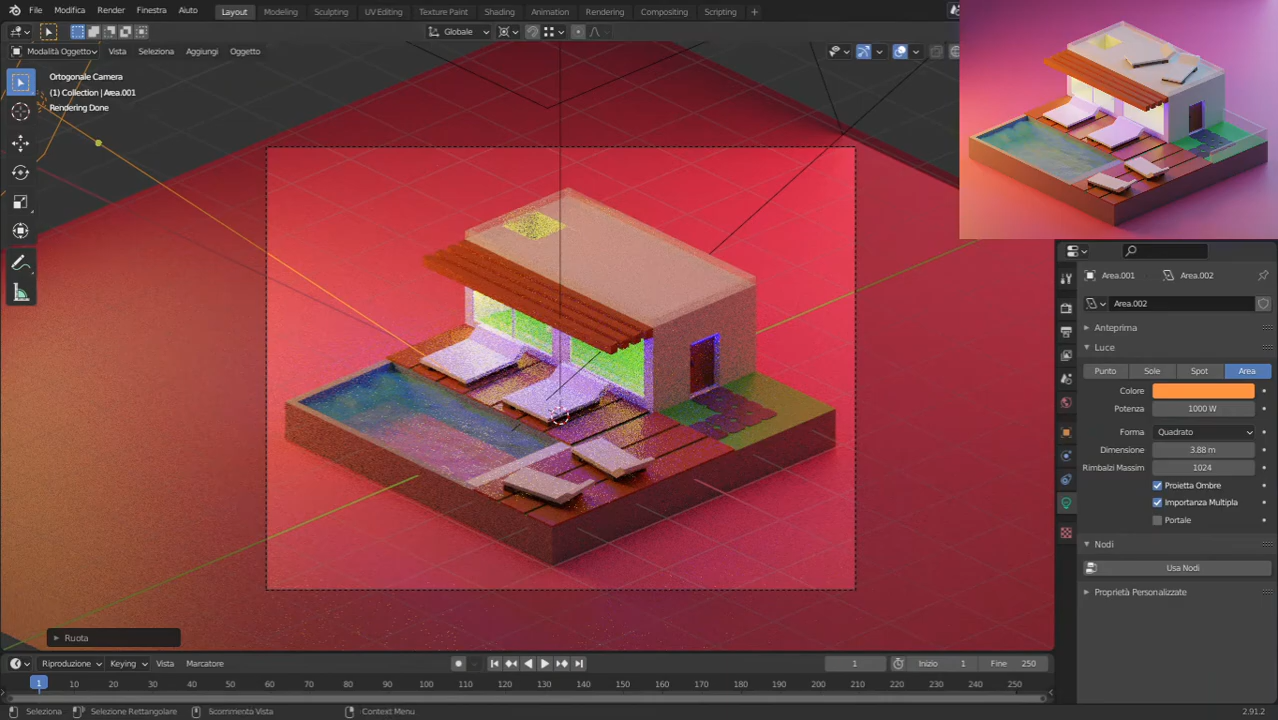 File Modifica Render Finestra Aiuto Layout Modeling Sculpting UV Editing Texture Paint Shading Animation Rendering Compositing Scripting +
Globale
Modalità Oggetto Vista Seleziona Aggiungi Oggetto
Ortogonale Camera
(1) Collection | Area.001
Rendering Done
Area.001 Area.002
Area.002
Anteprima
Luce
Punto Sole Spot Area
Colore
Potenza 1000 W
Forma Quadrato
Dimensione 3.88 m
Rimbalzi Massim 1024
Proietta Ombre
Importanza Multipla
Portale
Nodi
Usa Nodi
Proprietà Personalizzate
Ruota
Riproduzione Keying Vista Marcatore 1 Inizio 1 Fine 250
1 10 20 30 40 50 60 70 80 90 100 110 120 130 140 150 160 170 180 190 200 210 220 230 240 250
Seleziona Selezione Rettangolare Scommenta Vista Context Menu 2.91.2